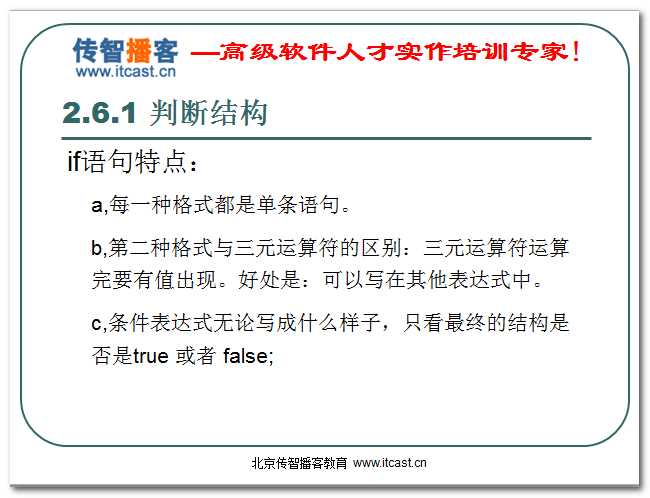 传智播客 —高级软件人才实作培训专家!
www.itcast.cn
2.6.1 判断结构
if语句特点：
a,每一种格式都是单条语句。
b,第二种格式与三元运算符的区别：三元运算符运算
完要有值出现。好处是：可以写在其他表达式中。
c,条件表达式无论写成什么样子，只看最终的结构是
否是true 或者 false;
北京传智播客教育 www.itcast.cn